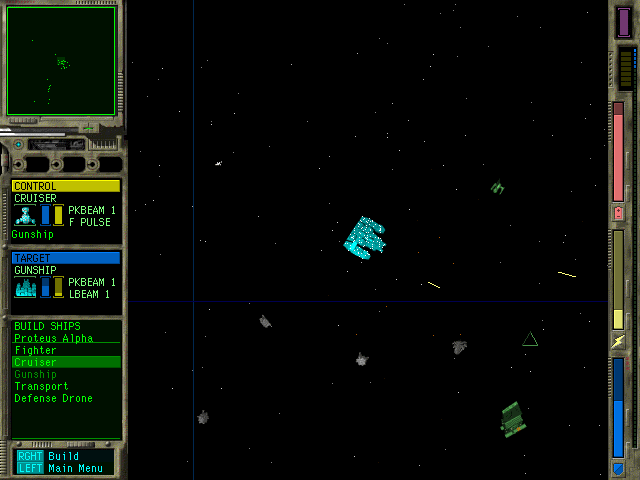 CONTROL
CRUISER
PKBEAM 1
F PULSE
Gunship
TARGET
GUNSHIP
PKBEAM 1
LBEAM 1
BUILD SHIPS
Proteus Alpha
Fighter
Cruiser
Gunship
Transport
Defense Drone
RGHT Build
LEFT Main Menu